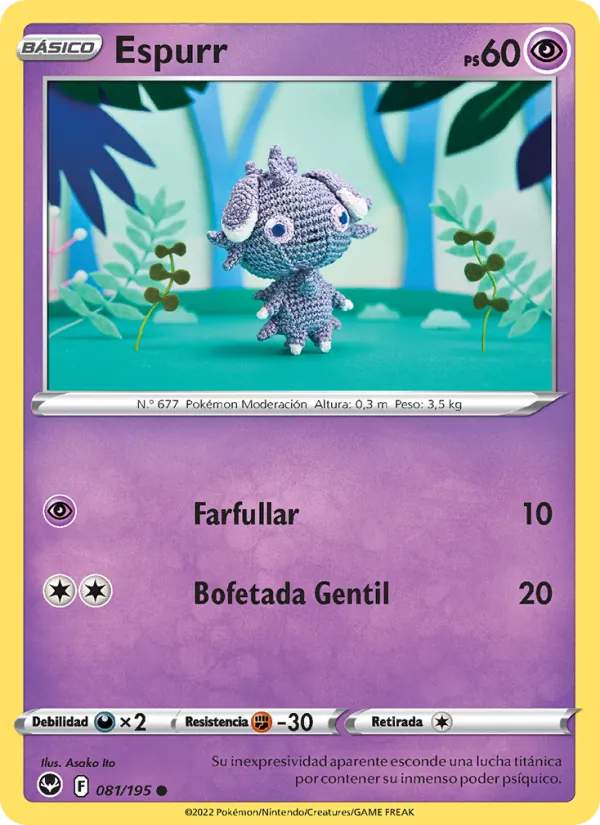 BÁSICO Espurr PS60
N.º 677 Pokémon Moderación Altura: 0,3 m Peso: 3,5 kg
Farfullar 10
Bofetada Gentil 20
Debilidad ×2 Resistencia -30 Retirada
Ilus. Asako Ito
Su inexpresividad aparente esconde una lucha titánica
por contener su inmenso poder psíquico.
F 081/195
©2022 Pokémon/Nintendo/Creatures/GAME FREAK